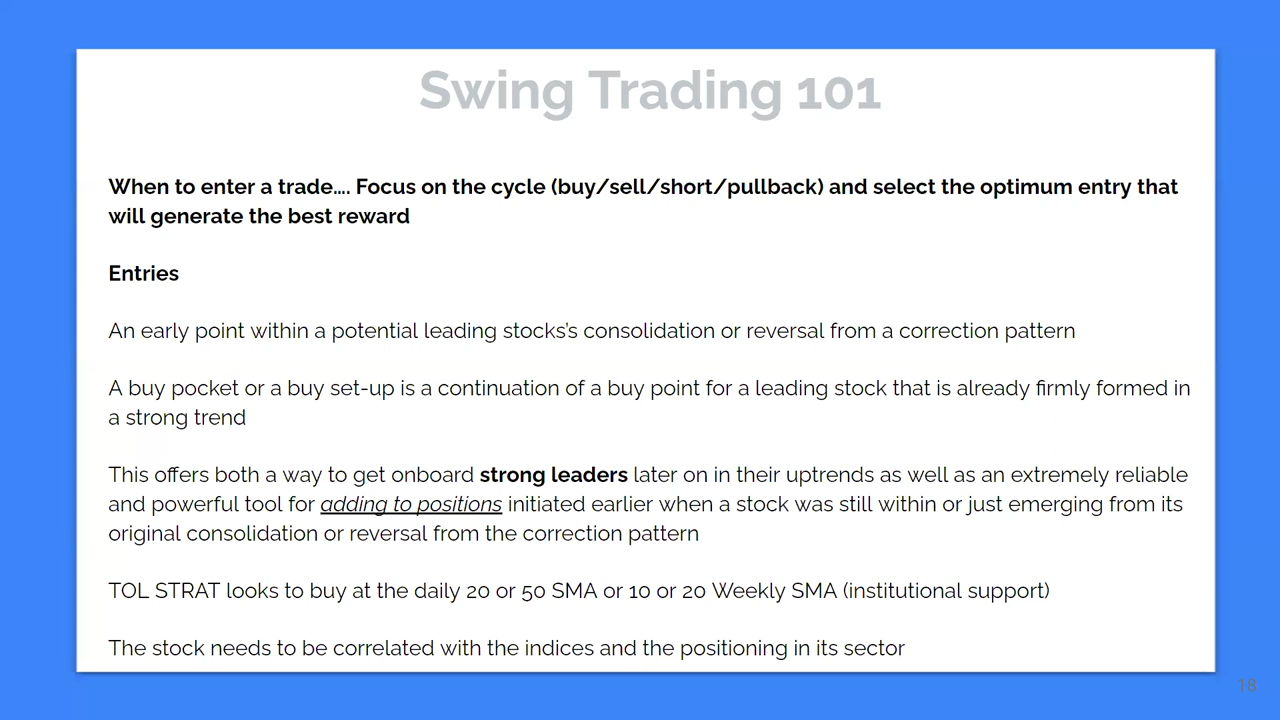 Swing Trading 101
When to enter a trade.... Focus on the cycle (buy/sell/short/pullback) and select the optimum entry that
will generate the best reward
Entries
An early point within a potential leading stocks's consolidation or reversal from a correction pattern
A buy pocket or a buy set-up is a continuation of a buy point for a leading stock that is already firmly formed in
a strong trend
This offers both a way to get onboard strong leaders later on in their uptrends as well as an extremely reliable
and powerful tool for adding to positions initiated earlier when a stock was still within or just emerging from its
original consolidation or reversal from the correction pattern
TOL STRAT looks to buy at the daily 20 or 50 SMA or 10 or 20 Weekly SMA (institutional support)
The stock needs to be correlated with the indices and the positioning in its sector
18